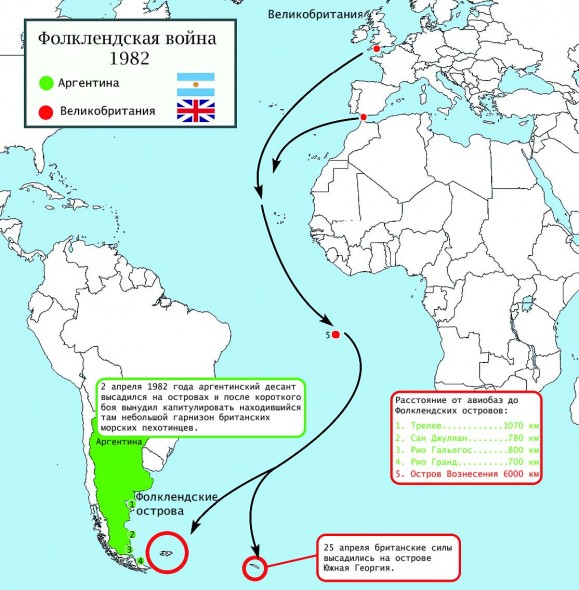 Великобритания
Фолклендская война
1982
Аргентина
Великобритания
5
2 апреля 1982 года аргентинский десант
высадился на островах и после короткого
боя вынудил капитулировать находившийся
там небольшой гарнизон британских
морских пехотинцев.
Расстояние от авиобаз до
Фолклендских островов:
1. Трелев...........1070 км
2. Сан Джулиан.......780 км
3. Рио Гальегос......800 км
4. Рио Гранд.........700 км
5. Остров Вознесения 6000 км
Аргентина
Фолклендские
острова
1
2
3
4
25 апреля британские силы
высадились на острове
Южная Георгия.